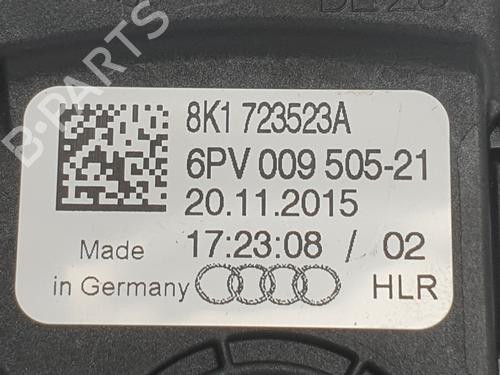 8K1 723523A
6PV 009 505-21
20.11.2015
Made 17:23:08 / 02
in Germany HLR
B-PARTS